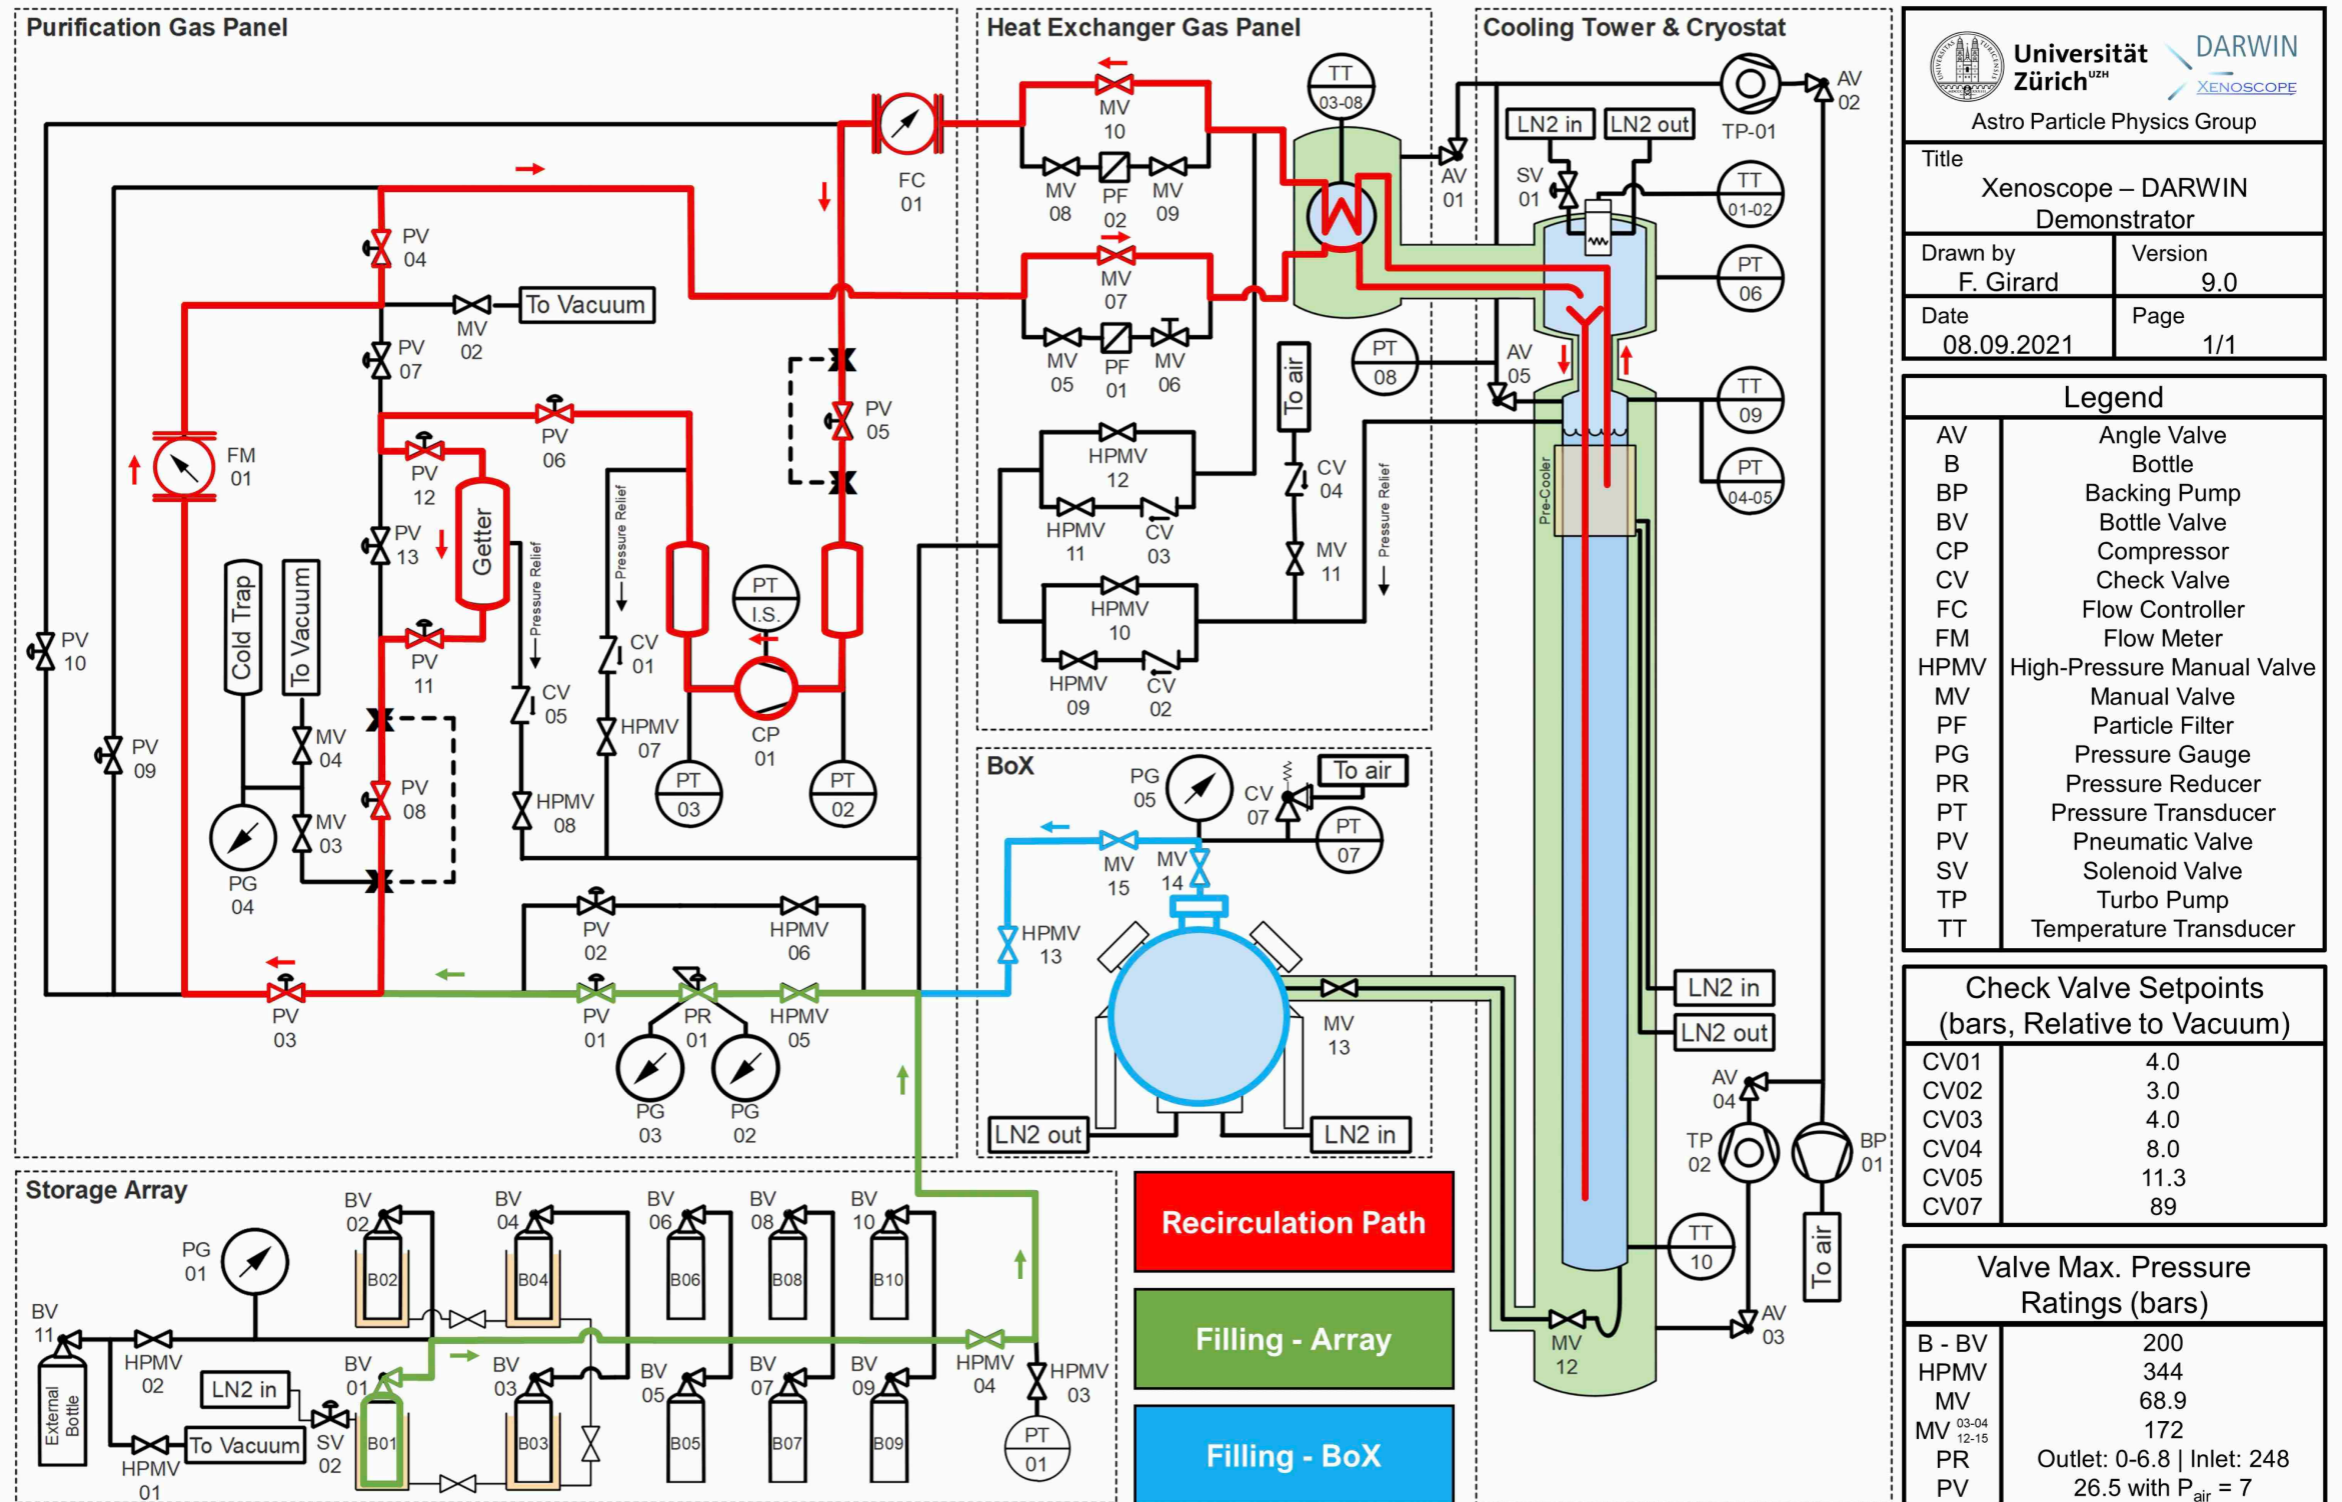 Purification Gas Panel
FC
01
PV
04
To Vacuum
MV
02
PV
07
PV
05
PV
06
FM
01
PV
12
PV
13
Getter
Pressure Relief
Pressure Relief
PT
I.S.
Cold Trap
To Vacuum
PV
10
PV
11
CV
01
CV
05
PV
09
MV
04
HPMV
07
CP
01
PV
08
HPMV
08
PT
03
PT
02
MV
03
PG
04
PV
02
HPMV
06
PV
03
PV
01
PR
01
HPMV
05
PG
03
PG
02
Heat Exchanger Gas Panel
TT
03-08
MV
10
MV
08
PF
02
MV
09
MV
07
MV
05
PF
01
MV
06
To air
HPMV
12
CV
04
HPMV
11
CV
03
MV
11
Pressure Relief
HPMV
10
HPMV
09
CV
02
BoX
PG
05
CV
07
To air
PT
07
MV
15
MV
14
HPMV
13
MV
13
LN2 out
LN2 in
Cooling Tower & Cryostat
AV
02
TP-01
LN2 in
LN2 out
AV
01
SV
01
TT
01-02
PT
06
PT
08
AV
05
TT
09
PT
04-05
Pre-Cooler
LN2 in
LN2 out
AV
04
TP
02
BP
01
To air
TT
10
AV
03
MV
12
Storage Array
PG
01
BV
02
BV
04
BV
06
BV
08
BV
10
B02
B04
B06
B08
B10
BV
11
HPMV
02
External
Bottle
LN2 in
To Vacuum
HPMV
01
SV
02
BV
01
BV
03
BV
05
BV
07
BV
09
B01
B03
B05
B07
B09
HPMV
04
HPMV
03
PT
01
Recirculation Path
Filling - Array
Filling - BoX
Universität
Zürich UZH
DARWIN
XENOSCOPE
Astro Particle Physics Group
Title
Xenoscope – DARWIN
Demonstrator
Drawn by
F. Girard
Version
9.0
Date
08.09.2021
Page
1/1
Legend
AV Angle Valve
B Bottle
BP Backing Pump
BV Bottle Valve
CP Compressor
CV Check Valve
FC Flow Controller
FM Flow Meter
HPMV High-Pressure Manual Valve
MV Manual Valve
PF Particle Filter
PG Pressure Gauge
PR Pressure Reducer
PT Pressure Transducer
PV Pneumatic Valve
SV Solenoid Valve
TP Turbo Pump
TT Temperature Transducer
Check Valve Setpoints
(bars, Relative to Vacuum)
CV01 4.0
CV02 3.0
CV03 4.0
CV04 8.0
CV05 11.3
CV07 89
Valve Max. Pressure
Ratings (bars)
B - BV 200
HPMV 344
MV 68.9
MV 03-04 12-15 172
PR Outlet: 0-6.8 | Inlet: 248
PV 26.5 with Pair = 7